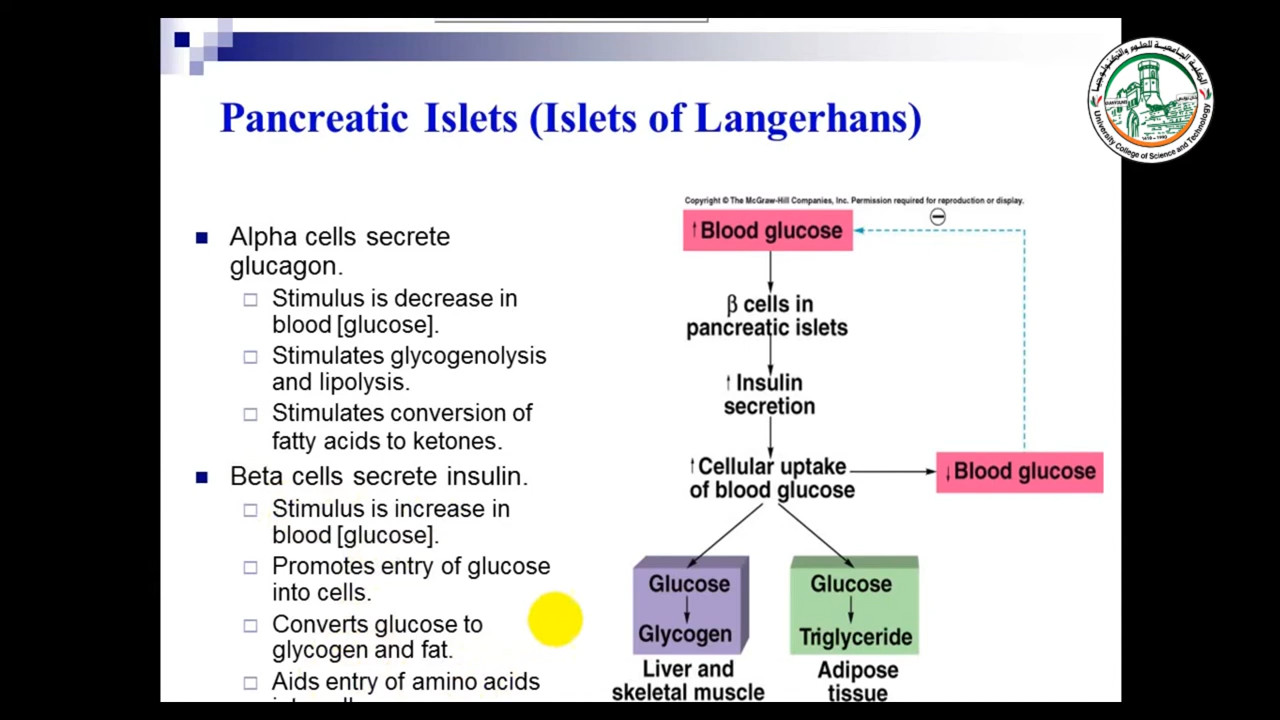 Pancreatic Islets (Islets of Langerhans)
الكلية الجامعية للعلوم والتكنولوجيا
University College of Science and Technology
Alpha cells secrete
glucagon.
Stimulus is decrease in
blood [glucose].
Stimulates glycogenolysis
and lipolysis.
Stimulates conversion of
fatty acids to ketones.
Beta cells secrete insulin.
Stimulus is increase in
blood [glucose].
Promotes entry of glucose
into cells.
Converts glucose to
glycogen and fat.
Aids entry of amino acids
Copyright © The McGraw-Hill Companies, Inc. Permission required for reproduction or display.
↑Blood glucose
β cells in
pancreatic islets
↑Insulin
secretion
↑Cellular uptake
of blood glucose
↓Blood glucose
Glucose
Glycogen
Liver and
skeletal muscle
Glucose
Triglyceride
Adipose
tissue